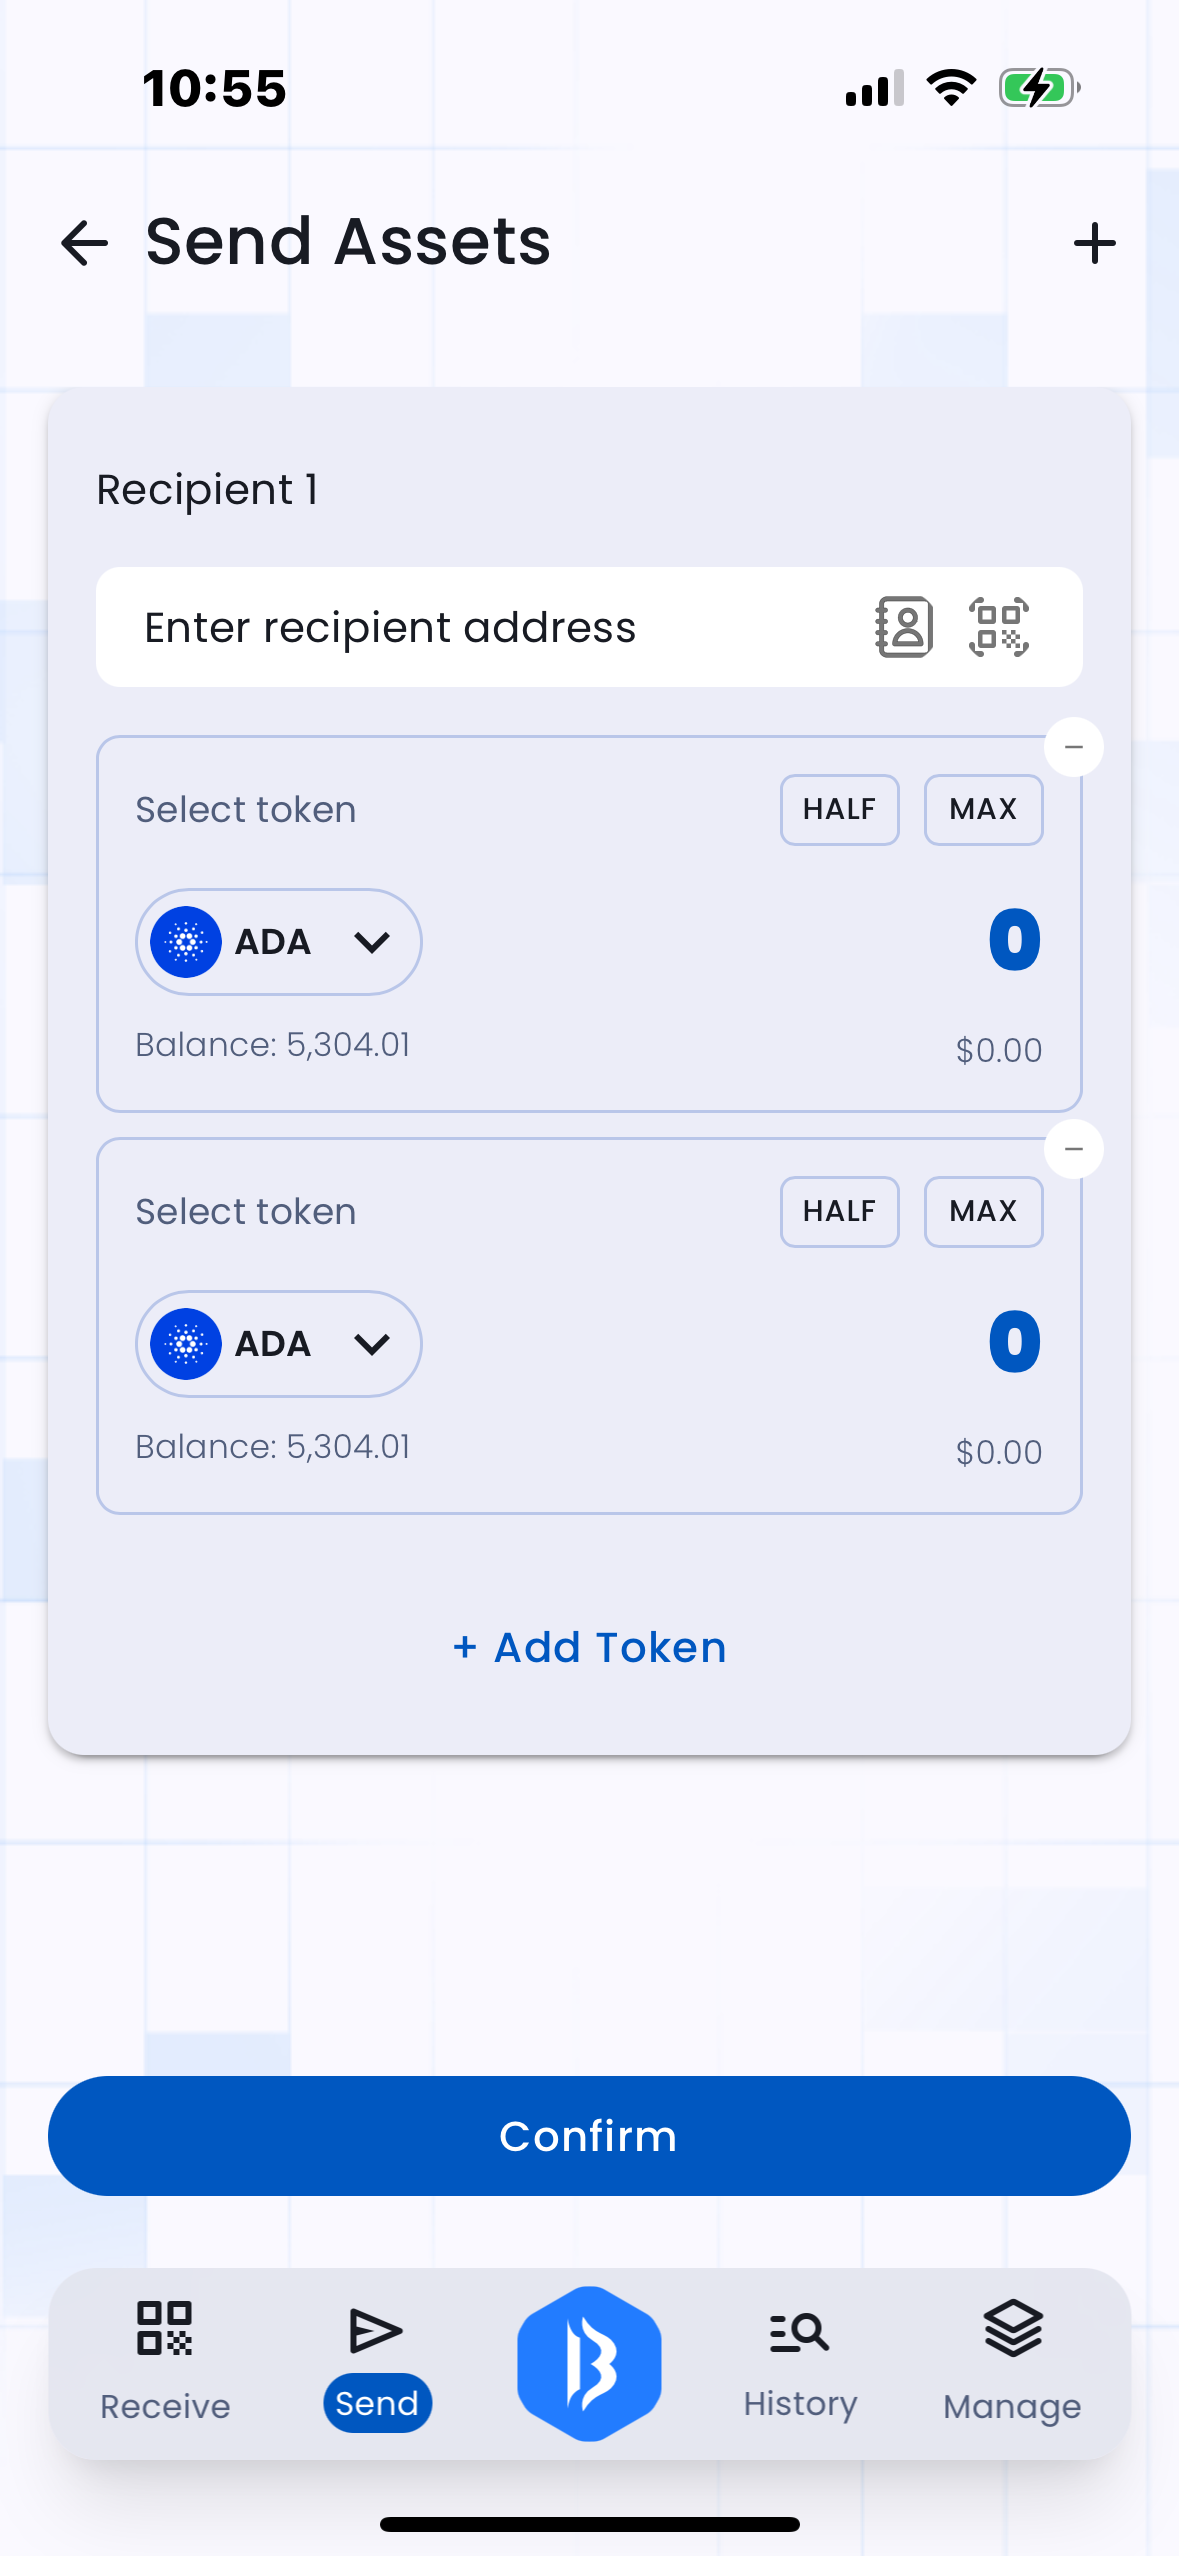 10:55
Send Assets
Recipient 1
Enter recipient address
Select token
HALF
MAX
ADA
0
Balance: 5,304.01
$0.00
Select token
HALF
MAX
ADA
0
Balance: 5,304.01
$0.00
+ Add Token
Confirm
Receive
Send
History
Manage